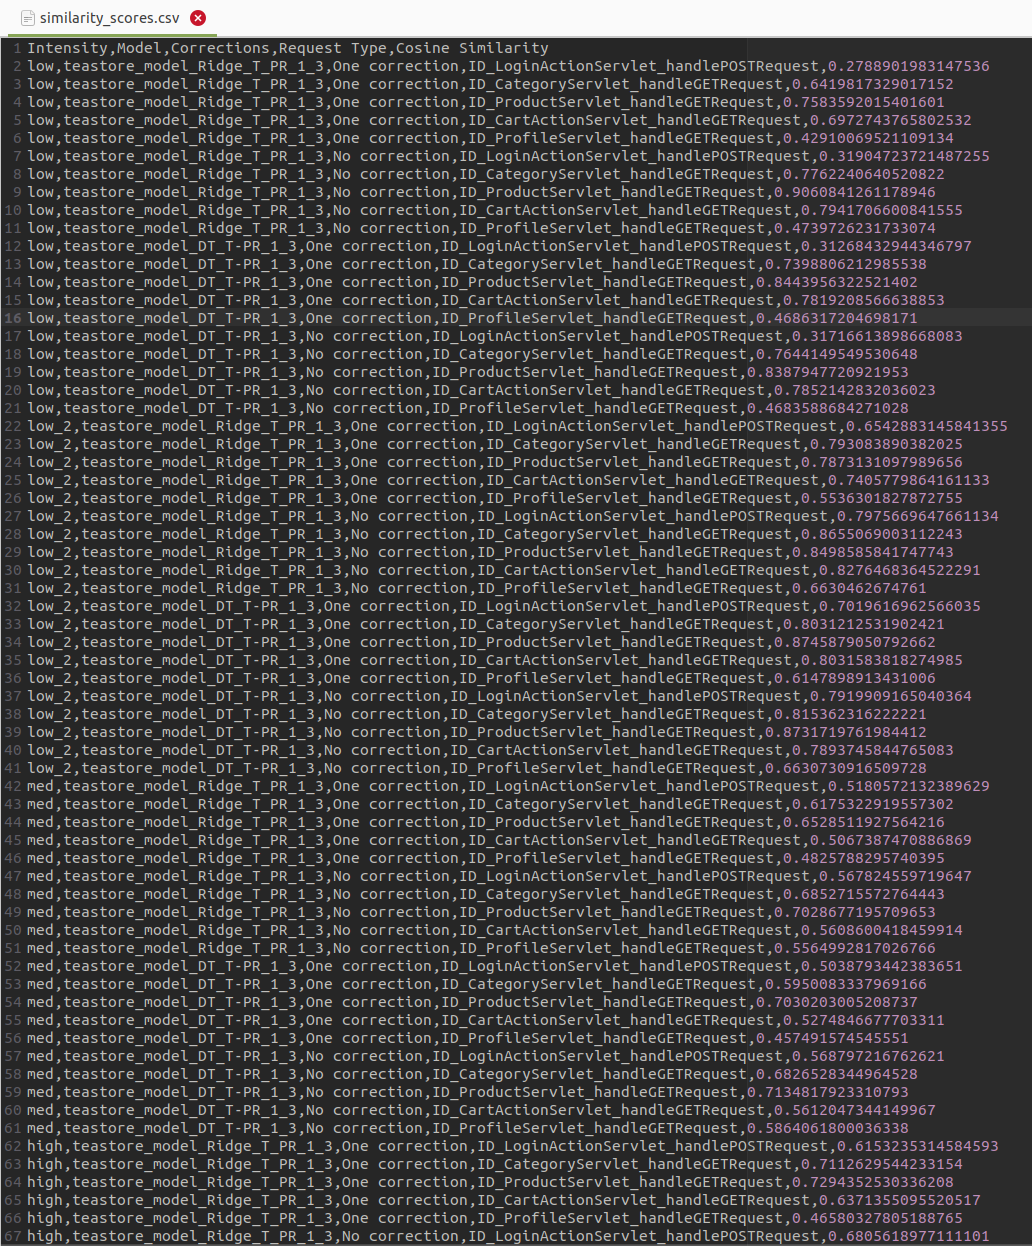 similarity_scores.csv
1 Intensity,Model,Corrections,Request Type,Cosine Similarity
2 low,teastore_model_Ridge_T_PR_1_3,One correction,ID_LoginActionServlet_handlePOSTRequest,0.2788901983147536
3 low,teastore_model_Ridge_T_PR_1_3,One correction,ID_CategoryServlet_handleGETRequest,0.6419817329017152
4 low,teastore_model_Ridge_T_PR_1_3,One correction,ID_ProductServlet_handleGETRequest,0.7583592015401601
5 low,teastore_model_Ridge_T_PR_1_3,One correction,ID_CartActionServlet_handleGETRequest,0.6972743765802532
6 low,teastore_model_Ridge_T_PR_1_3,One correction,ID_ProfileServlet_handleGETRequest,0.42910069521109134
7 low,teastore_model_Ridge_T_PR_1_3,No correction,ID_LoginActionServlet_handlePOSTRequest,0.31904723721487255
8 low,teastore_model_Ridge_T_PR_1_3,No correction,ID_CategoryServlet_handleGETRequest,0.7762240640520822
9 low,teastore_model_Ridge_T_PR_1_3,No correction,ID_ProductServlet_handleGETRequest,0.9060841261178946
10 low,teastore_model_Ridge_T_PR_1_3,No correction,ID_CartActionServlet_handleGETRequest,0.7941706600841555
11 low,teastore_model_Ridge_T_PR_1_3,No correction,ID_ProfileServlet_handleGETRequest,0.4739726231733074
12 low,teastore_model_DT_T-PR_1_3,One correction,ID_LoginActionServlet_handlePOSTRequest,0.31268432944346797
13 low,teastore_model_DT_T-PR_1_3,One correction,ID_CategoryServlet_handleGETRequest,0.7398806212985538
14 low,teastore_model_DT_T-PR_1_3,One correction,ID_ProductServlet_handleGETRequest,0.8443956322521402
15 low,teastore_model_DT_T-PR_1_3,One correction,ID_CartActionServlet_handleGETRequest,0.7819208566638853
16 low,teastore_model_DT_T-PR_1_3,One correction,ID_ProfileServlet_handleGETRequest,0.4686317204698171
17 low,teastore_model_DT_T-PR_1_3,No correction,ID_LoginActionServlet_handlePOSTRequest,0.31716613898668083
18 low,teastore_model_DT_T-PR_1_3,No correction,ID_CategoryServlet_handleGETRequest,0.7644149549530648
19 low,teastore_model_DT_T-PR_1_3,No correction,ID_ProductServlet_handleGETRequest,0.8387947720921953
20 low,teastore_model_DT_T-PR_1_3,No correction,ID_CartActionServlet_handleGETRequest,0.7852142832036023
21 low,teastore_model_DT_T-PR_1_3,No correction,ID_ProfileServlet_handleGETRequest,0.4683588684271028
22 low_2,teastore_model_Ridge_T_PR_1_3,One correction,ID_LoginActionServlet_handlePOSTRequest,0.6542883145841355
23 low_2,teastore_model_Ridge_T_PR_1_3,One correction,ID_CategoryServlet_handleGETRequest,0.793083890382025
24 low_2,teastore_model_Ridge_T_PR_1_3,One correction,ID_ProductServlet_handleGETRequest,0.7873131097989656
25 low_2,teastore_model_Ridge_T_PR_1_3,One correction,ID_CartActionServlet_handleGETRequest,0.7405779864161133
26 low_2,teastore_model_Ridge_T_PR_1_3,One correction,ID_ProfileServlet_handleGETRequest,0.5536301827872755
27 low_2,teastore_model_Ridge_T_PR_1_3,No correction,ID_LoginActionServlet_handlePOSTRequest,0.7975669647661134
28 low_2,teastore_model_Ridge_T_PR_1_3,No correction,ID_CategoryServlet_handleGETRequest,0.8655069003112243
29 low_2,teastore_model_Ridge_T_PR_1_3,No correction,ID_ProductServlet_handleGETRequest,0.8498585841747743
30 low_2,teastore_model_Ridge_T_PR_1_3,No correction,ID_CartActionServlet_handleGETRequest,0.8276468364522291
31 low_2,teastore_model_Ridge_T_PR_1_3,No correction,ID_ProfileServlet_handleGETRequest,0.6630462674761
32 low_2,teastore_model_DT_T-PR_1_3,One correction,ID_LoginActionServlet_handlePOSTRequest,0.7019616962566035
33 low_2,teastore_model_DT_T-PR_1_3,One correction,ID_CategoryServlet_handleGETRequest,0.8031212531902421
34 low_2,teastore_model_DT_T-PR_1_3,One correction,ID_ProductServlet_handleGETRequest,0.8745879050792662
35 low_2,teastore_model_DT_T-PR_1_3,One correction,ID_CartActionServlet_handleGETRequest,0.8031583818274985
36 low_2,teastore_model_DT_T-PR_1_3,One correction,ID_ProfileServlet_handleGETRequest,0.6147898913431006
37 low_2,teastore_model_DT_T-PR_1_3,No correction,ID_LoginActionServlet_handlePOSTRequest,0.7919909165040364
38 low_2,teastore_model_DT_T-PR_1_3,No correction,ID_CategoryServlet_handleGETRequest,0.815362316222221
39 low_2,teastore_model_DT_T-PR_1_3,No correction,ID_ProductServlet_handleGETRequest,0.8731719761984412
40 low_2,teastore_model_DT_T-PR_1_3,No correction,ID_CartActionServlet_handleGETRequest,0.7893745844765083
41 low_2,teastore_model_DT_T-PR_1_3,No correction,ID_ProfileServlet_handleGETRequest,0.6630730916509728
42 med,teastore_model_Ridge_T_PR_1_3,One correction,ID_LoginActionServlet_handlePOSTRequest,0.5180572132389629
43 med,teastore_model_Ridge_T_PR_1_3,One correction,ID_CategoryServlet_handleGETRequest,0.6175322919557302
44 med,teastore_model_Ridge_T_PR_1_3,One correction,ID_ProductServlet_handleGETRequest,0.6528511927564216
45 med,teastore_model_Ridge_T_PR_1_3,One correction,ID_CartActionServlet_handleGETRequest,0.5067387470886869
46 med,teastore_model_Ridge_T_PR_1_3,One correction,ID_ProfileServlet_handleGETRequest,0.4825788295740395
47 med,teastore_model_Ridge_T_PR_1_3,No correction,ID_LoginActionServlet_handlePOSTRequest,0.567824559719647
48 med,teastore_model_Ridge_T_PR_1_3,No correction,ID_CategoryServlet_handleGETRequest,0.6852715572764443
49 med,teastore_model_Ridge_T_PR_1_3,No correction,ID_ProductServlet_handleGETRequest,0.7028677195709653
50 med,teastore_model_Ridge_T_PR_1_3,No correction,ID_CartActionServlet_handleGETRequest,0.5608600418459914
51 med,teastore_model_Ridge_T_PR_1_3,No correction,ID_ProfileServlet_handleGETRequest,0.5564992817026766
52 med,teastore_model_DT_T-PR_1_3,One correction,ID_LoginActionServlet_handlePOSTRequest,0.5038793442383651
53 med,teastore_model_DT_T-PR_1_3,One correction,ID_CategoryServlet_handleGETRequest,0.5950083337969166
54 med,teastore_model_DT_T-PR_1_3,One correction,ID_ProductServlet_handleGETRequest,0.7030203005208737
55 med,teastore_model_DT_T-PR_1_3,One correction,ID_CartActionServlet_handleGETRequest,0.5274846677703311
56 med,teastore_model_DT_T-PR_1_3,One correction,ID_ProfileServlet_handleGETRequest,0.457491574545551
57 med,teastore_model_DT_T-PR_1_3,No correction,ID_LoginActionServlet_handlePOSTRequest,0.568797216762621
58 med,teastore_model_DT_T-PR_1_3,No correction,ID_CategoryServlet_handleGETRequest,0.6826528344964528
59 med,teastore_model_DT_T-PR_1_3,No correction,ID_ProductServlet_handleGETRequest,0.7134817923310793
60 med,teastore_model_DT_T-PR_1_3,No correction,ID_CartActionServlet_handleGETRequest,0.5612047344149967
61 med,teastore_model_DT_T-PR_1_3,No correction,ID_ProfileServlet_handleGETRequest,0.5864061800036338
62 high,teastore_model_Ridge_T_PR_1_3,One correction,ID_LoginActionServlet_handlePOSTRequest,0.6153235314584593
63 high,teastore_model_Ridge_T_PR_1_3,One correction,ID_CategoryServlet_handleGETRequest,0.7112629544233154
64 high,teastore_model_Ridge_T_PR_1_3,One correction,ID_ProductServlet_handleGETRequest,0.7294352530336208
65 high,teastore_model_Ridge_T_PR_1_3,One correction,ID_CartActionServlet_handleGETRequest,0.6371355095520517
66 high,teastore_model_Ridge_T_PR_1_3,One correction,ID_ProfileServlet_handleGETRequest,0.46580327805188765
67 high,teastore_model_Ridge_T_PR_1_3,No correction,ID_LoginActionServlet_handlePOSTRequest,0.6805618977111101